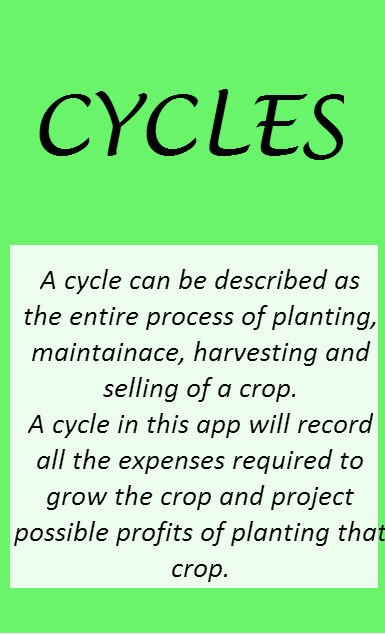 CYCLES
A cycle can be described as
the entire process of planting,
maintainace, harvesting and
selling of a crop.
A cycle in this app will record
all the expenses required to
grow the crop and project
possible profits of planting that
crop.